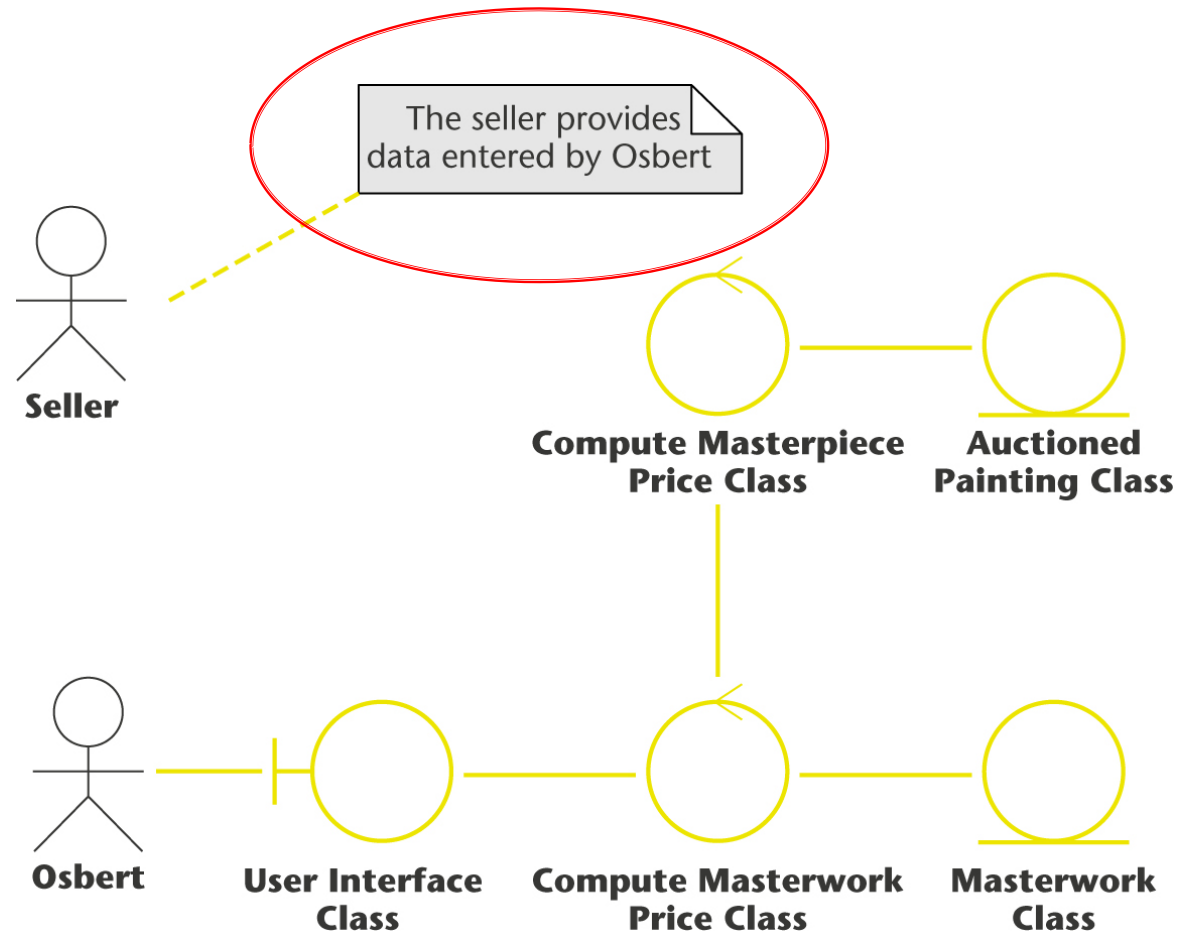 The seller provides
data entered by Osbert
Seller
Compute Masterpiece
Price Class
Auctioned
Painting Class
Osbert
User Interface
Class
Compute Masterwork
Price Class
Masterwork
Class